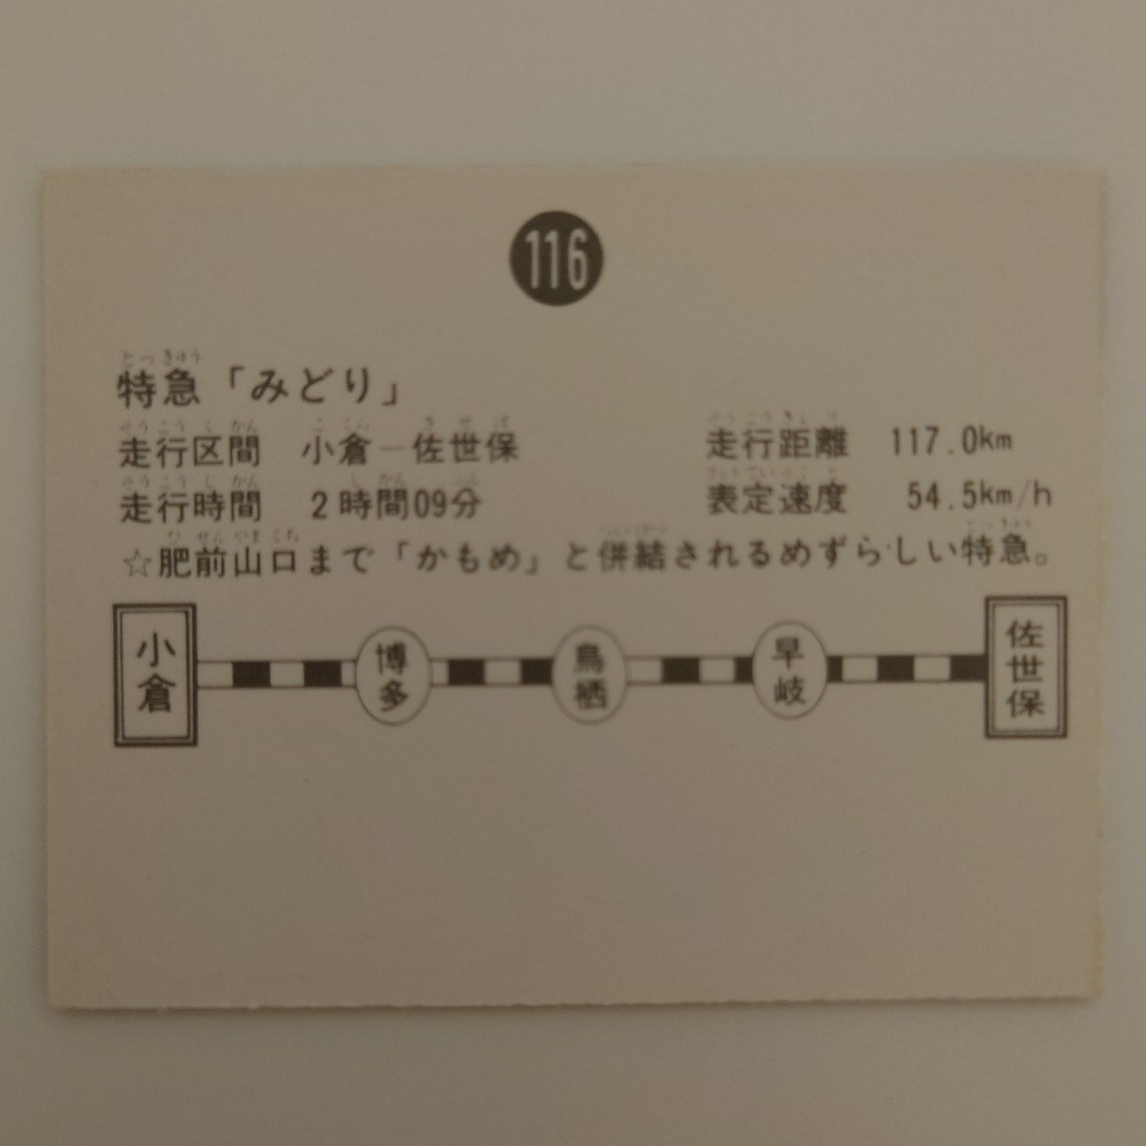 116
特急「みどり」
走行区間 小倉－佐世保 走行距離 117.0km
走行時間 2時間09分 表定速度 54.5km/h
☆肥前山口まで「かもめ」と併結されるめずらしい特急。
小倉 博多 鳥栖 早岐 佐世保